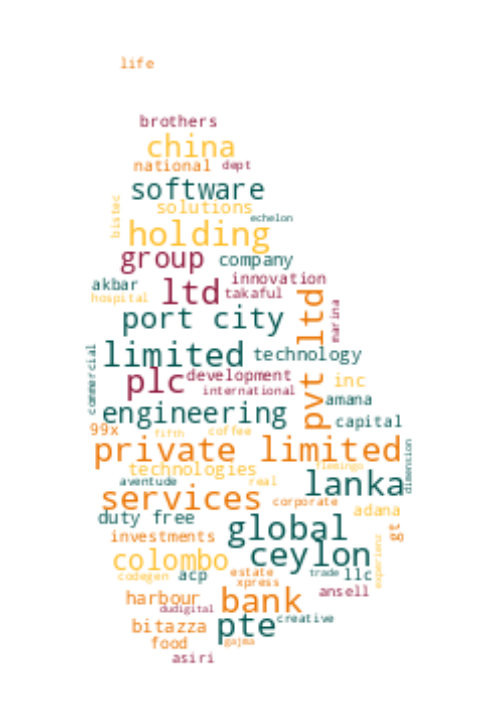 life
brothers
china
national dept
software
bistec solutions
echelon
holding
group company
akbar innovation
hospital ltd takaful
port city pvt ltd marina
limited technology
commercial plc development
international inc
engineering amana
99x fifth coffee capital
private limited
technologies flamingo
aventude real lanka dimension
services corporate
duty free adana
global gt
investments
colombo ceylon experienz
codegen acp estate trade llc
xpress
harbour bank ansell
dudigital
bitazza pte creative
food gajma
asiri